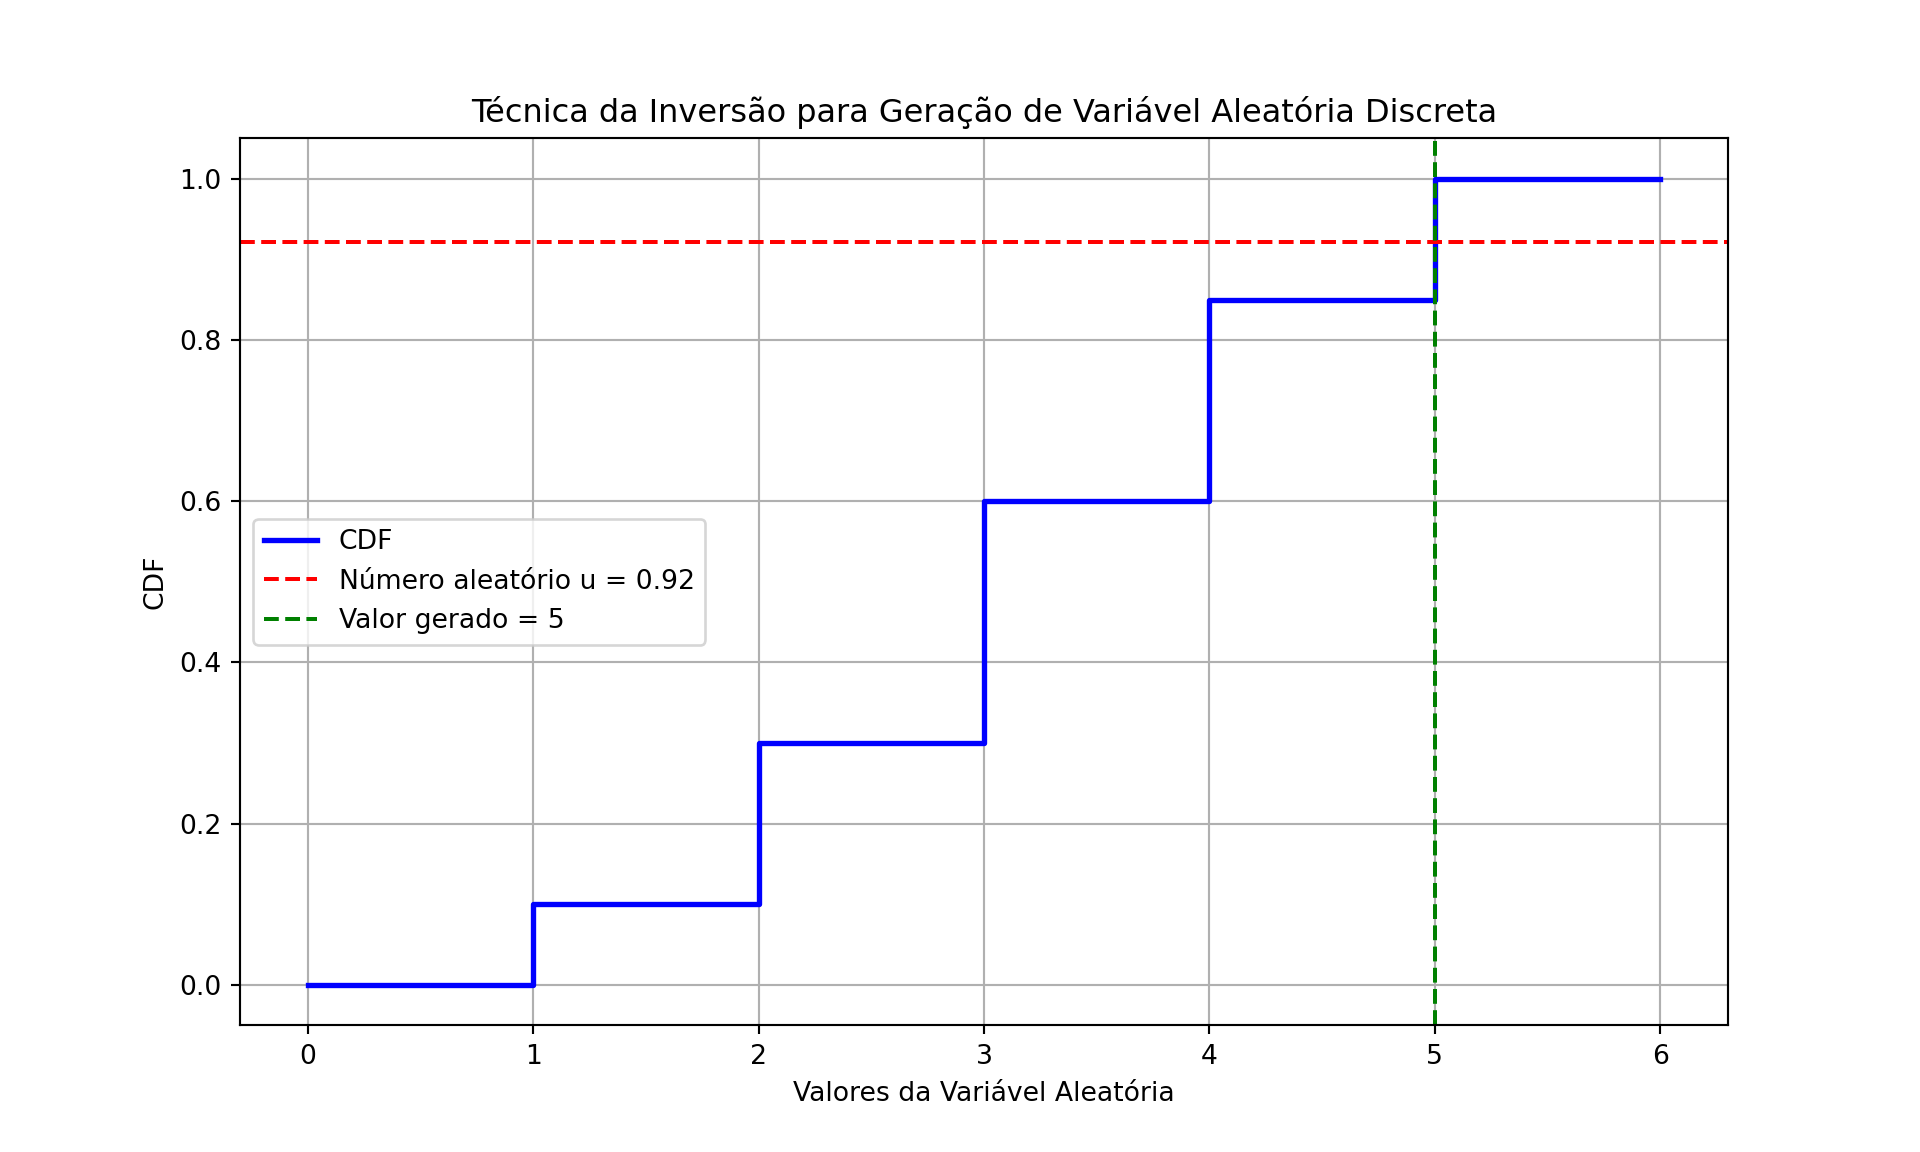 Técnica da Inversão para Geração de Variável Aleatória Discreta
1.0
0.8
0.6
0.4
0.2
0.0
CDF
CDF
Número aleatório u = 0.92
Valor gerado = 5
0 1 2 3 4 5 6
Valores da Variável Aleatória